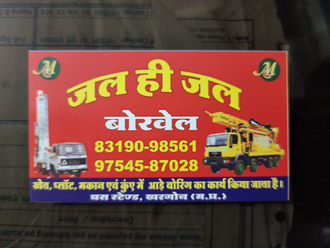 M
M
जल ही जल
बोरवेल
83190-98561
97545-87028
खेत, प्लॉट, मकान एवं कुंए में आड़े बोरिंग का कार्य किया जाता है।
बस स्टेण्ड, खरगोन (म.प्र.)